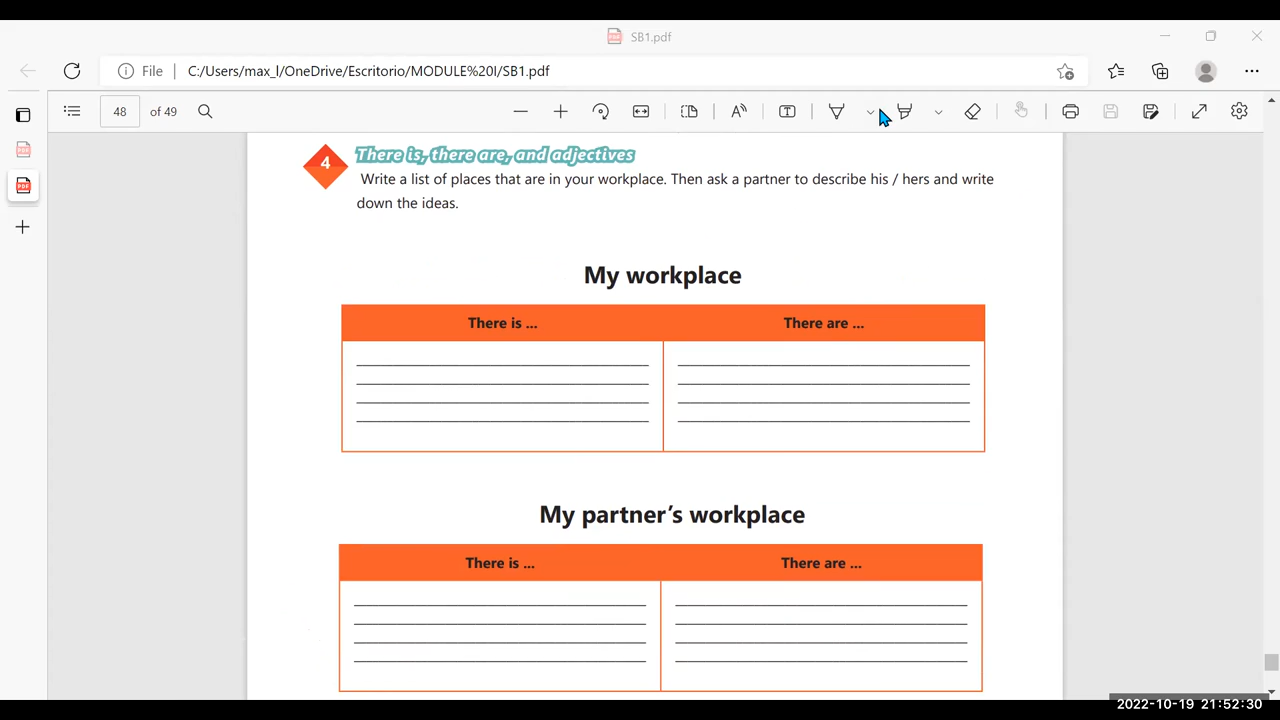 SB1.pdf
File
C:/Users/max_l/OneDrive/Escritorio/MODULE%20I/SB1.pdf
48 of 49
4
There is, there are, and adjectives
Write a list of places that are in your workplace. Then ask a partner to describe his / hers and write
down the ideas.
My workplace
There is ... There are ...
My partner’s workplace
There is ... There are ...
2022-10-19 21:52:30